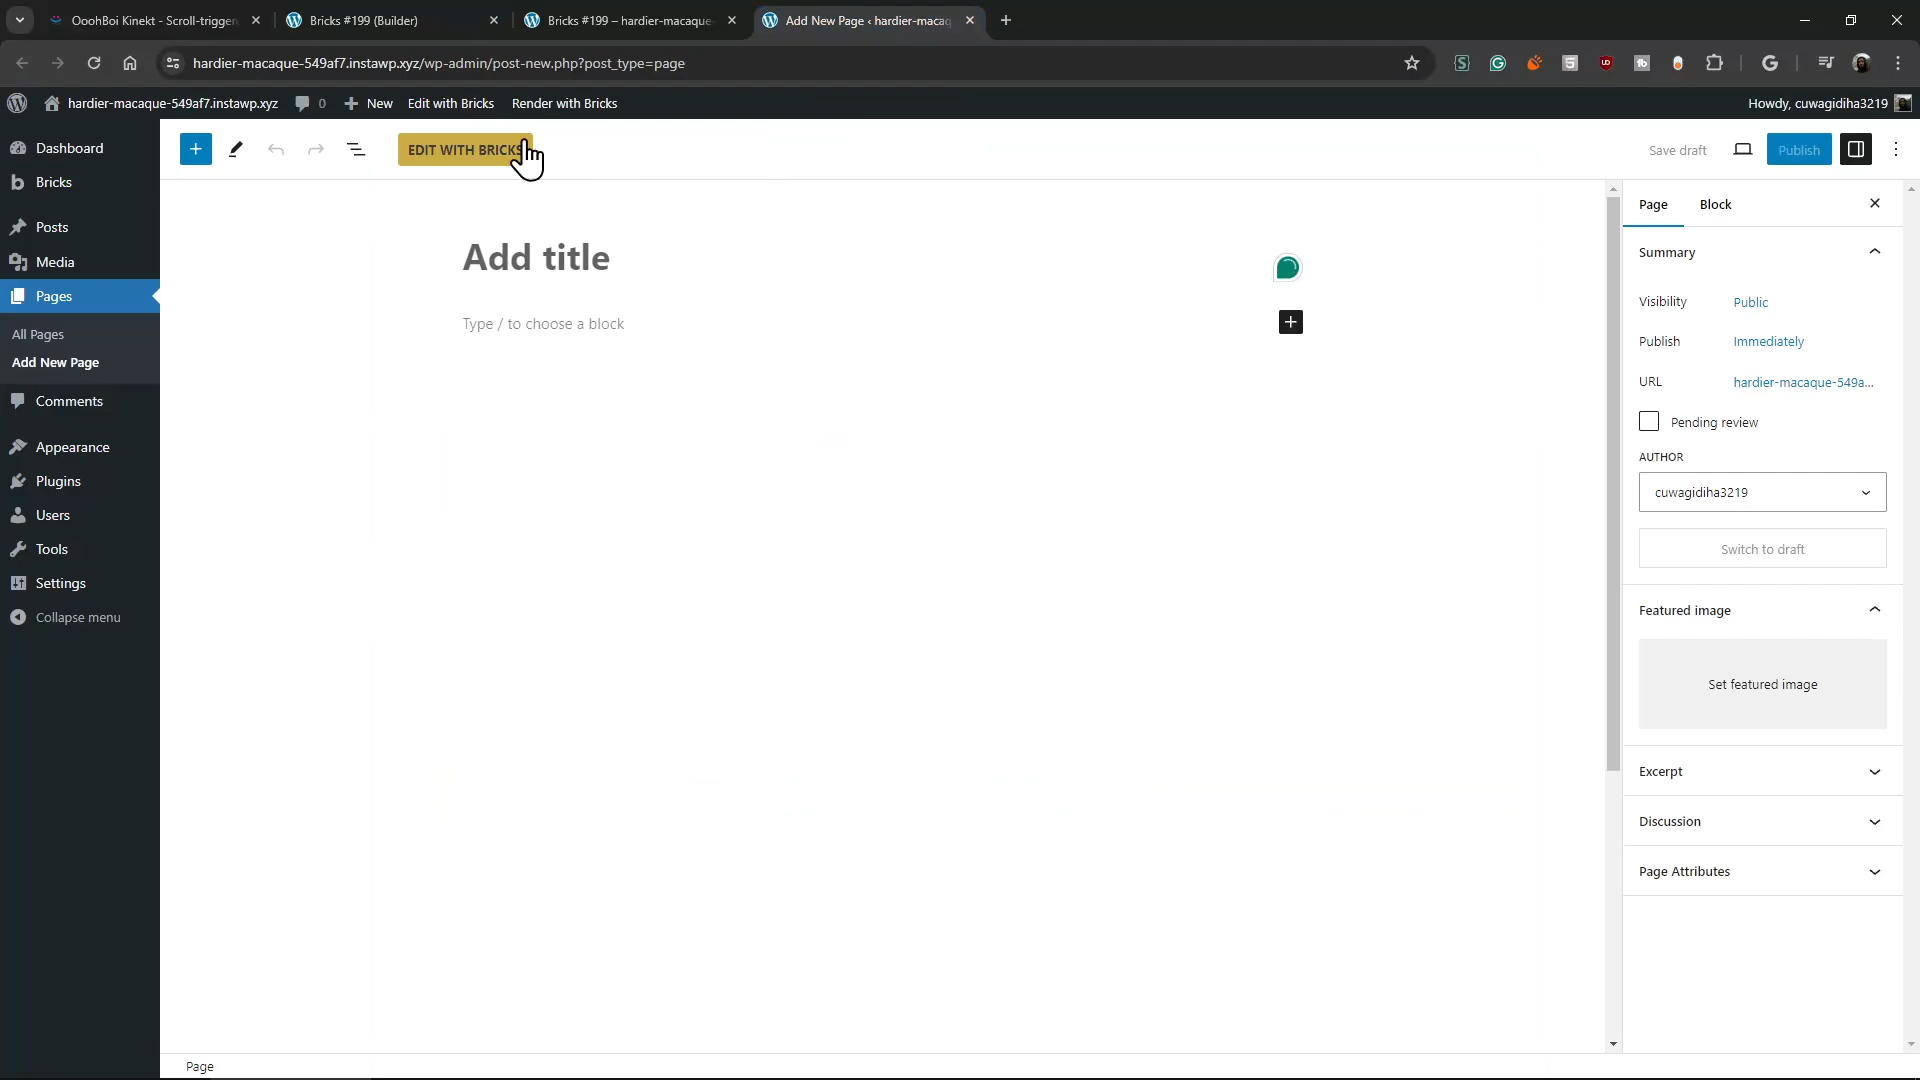 OoohBoi Kinekt - Scroll-triggen
Bricks #199 (Builder)
Bricks #199 – hardier-macaque-
Add New Page ‹ hardier-macaq
hardier-macaque-549af7.instawp.xyz/wp-admin/post-new.php?post_type=page
hardier-macaque-549af7.instawp.xyz
0
New
Edit with Bricks
Render with Bricks
Howdy, cuwagidiha3219
Dashboard
Bricks
Posts
Media
Pages
All Pages
Add New Page
Comments
Appearance
Plugins
Users
Tools
Settings
Collapse menu
EDIT WITH BRICKS
Save draft
Publish
Add title
Type / to choose a block
Page
Block
Summary
Visibility
Public
Publish
Immediately
URL
hardier-macaque-549a...
Pending review
AUTHOR
cuwagidiha3219
Switch to draft
Featured image
Set featured image
Excerpt
Discussion
Page Attributes
Page